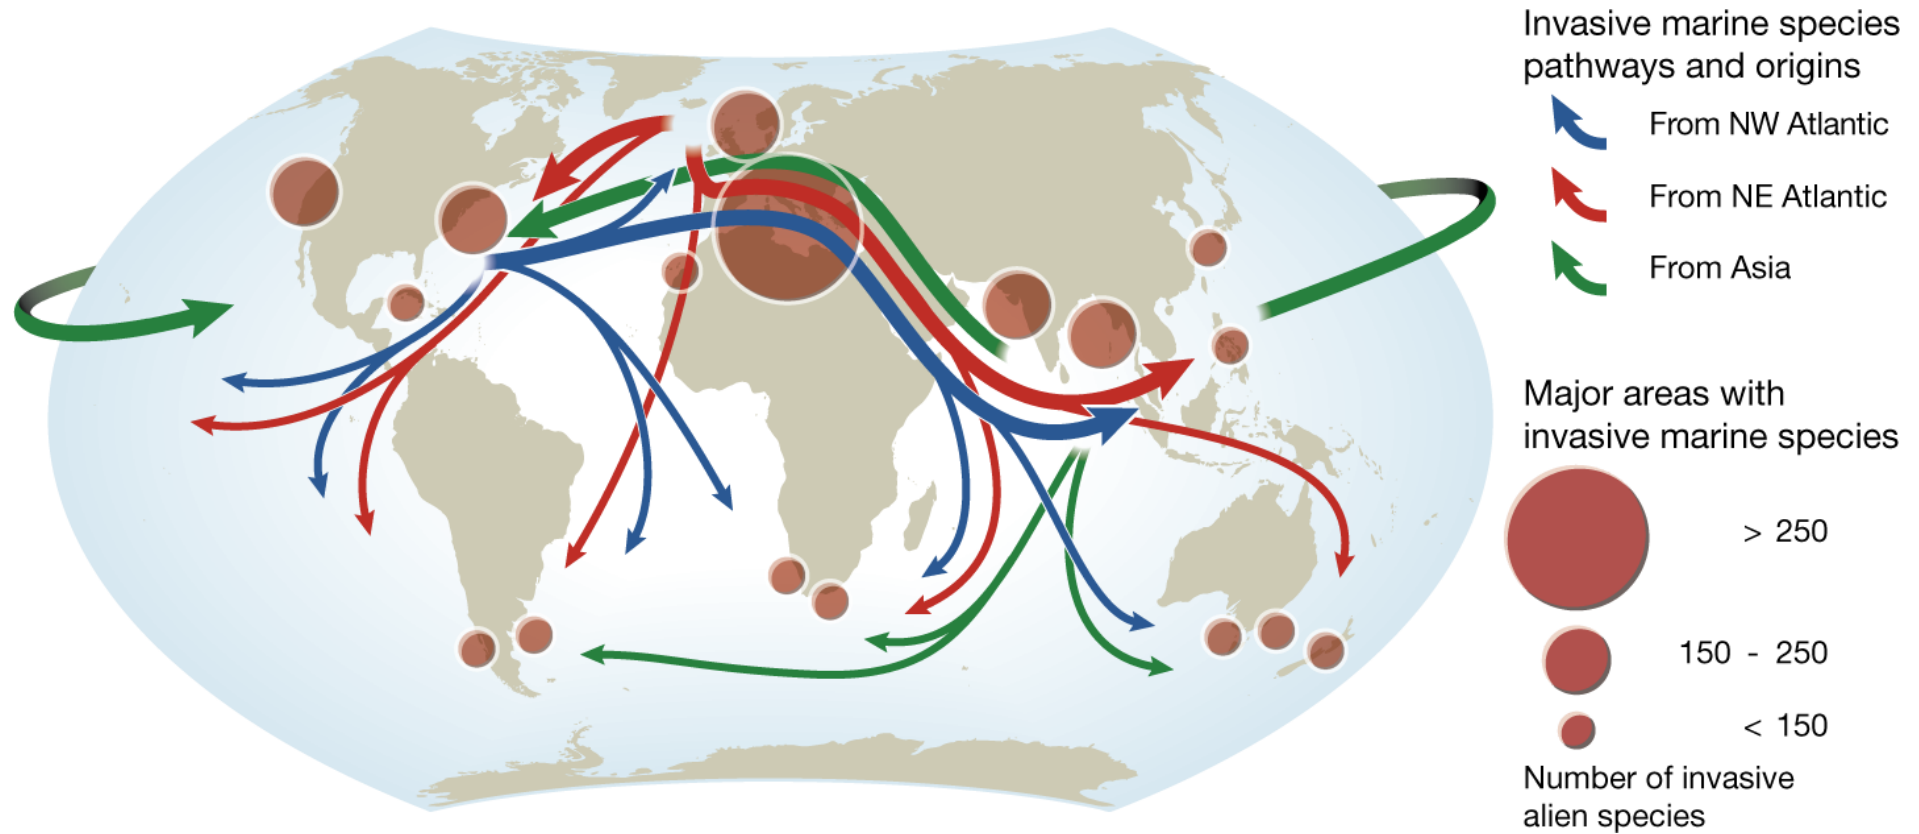 Invasive marine species
pathways and origins
From NW Atlantic
From NE Atlantic
From Asia
Major areas with
invasive marine species
> 250
150 - 250
< 150
Number of invasive
alien species